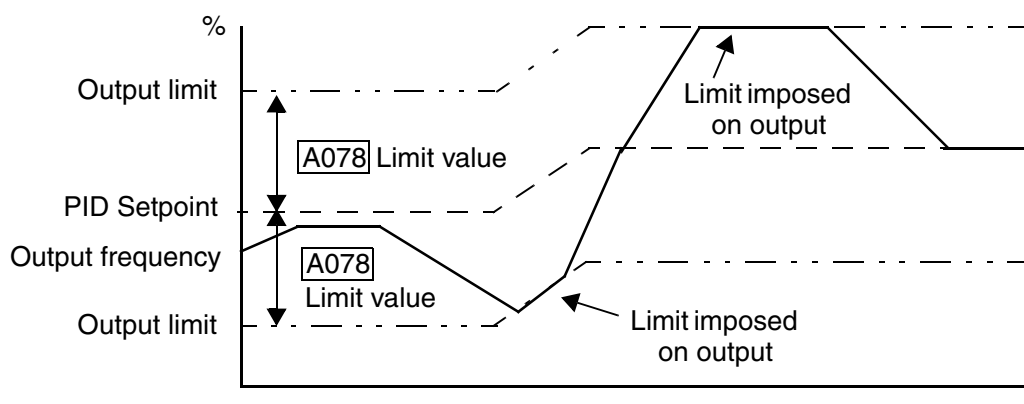 %
Output limit
Limit imposed
on output
A078 Limit value
PID Setpoint
Output frequency
A078
Limit value
Output limit
Limit imposed
on output